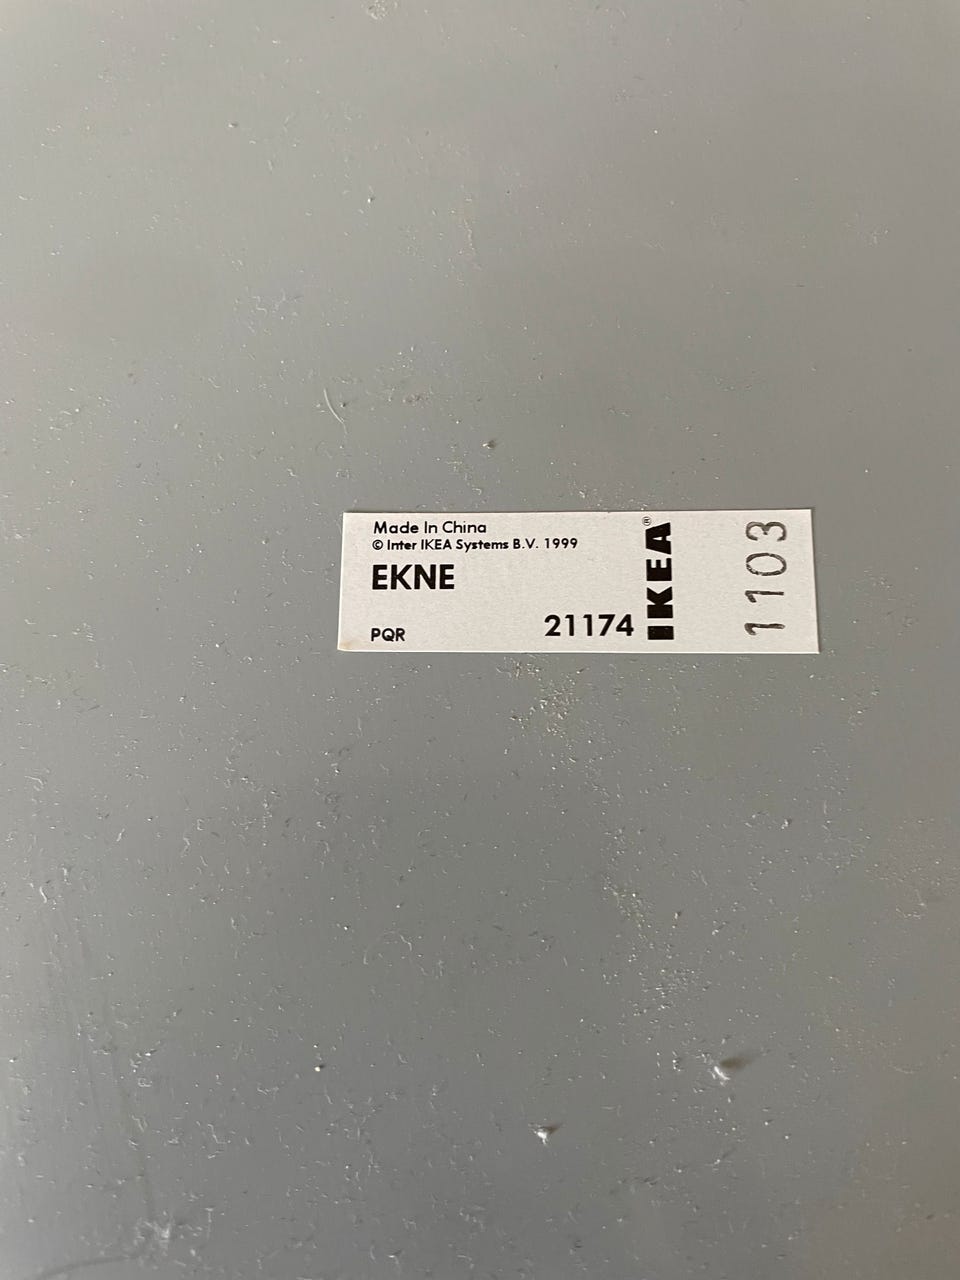 Made In China
© Inter IKEA Systems B.V. 1999
EKNE
PQR
21174
IKEA®
1103